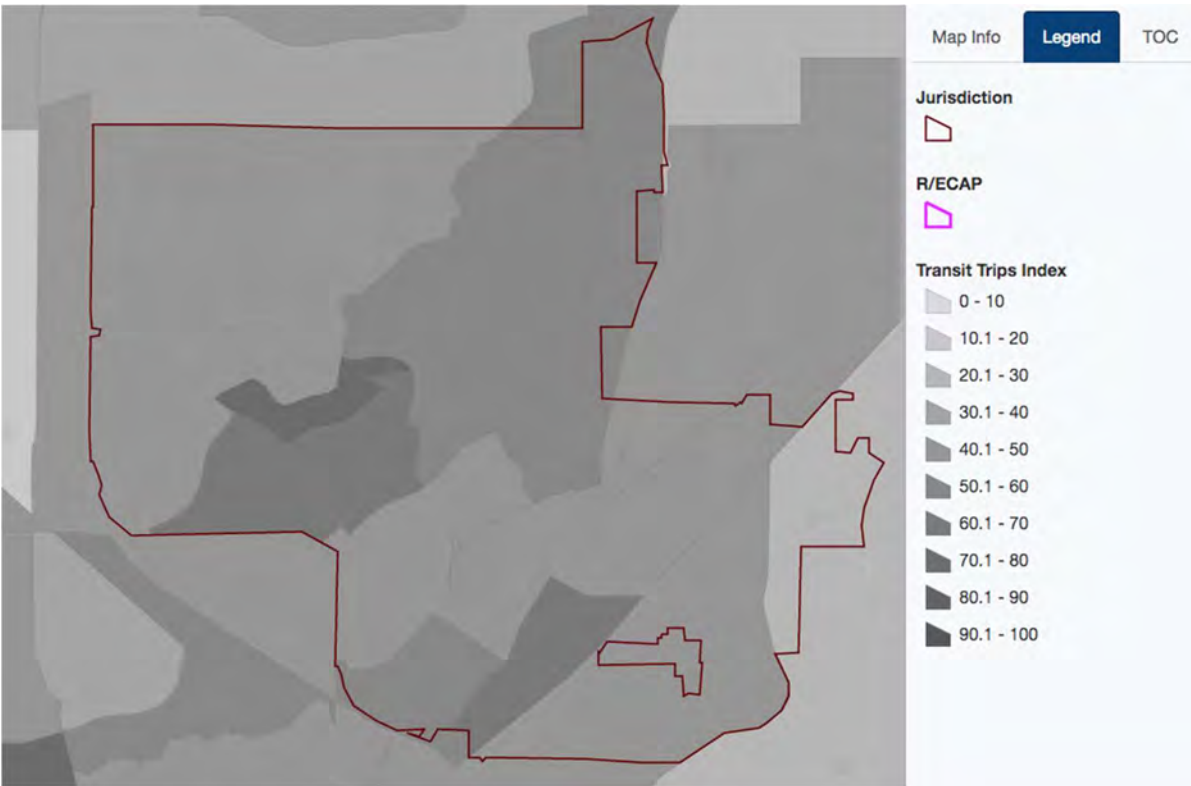 Map Info Legend TOC
Jurisdiction
R/ECAP
Transit Trips Index
0 - 10
10.1 - 20
20.1 - 30
30.1 - 40
40.1 - 50
50.1 - 60
60.1 - 70
70.1 - 80
80.1 - 90
90.1 - 100